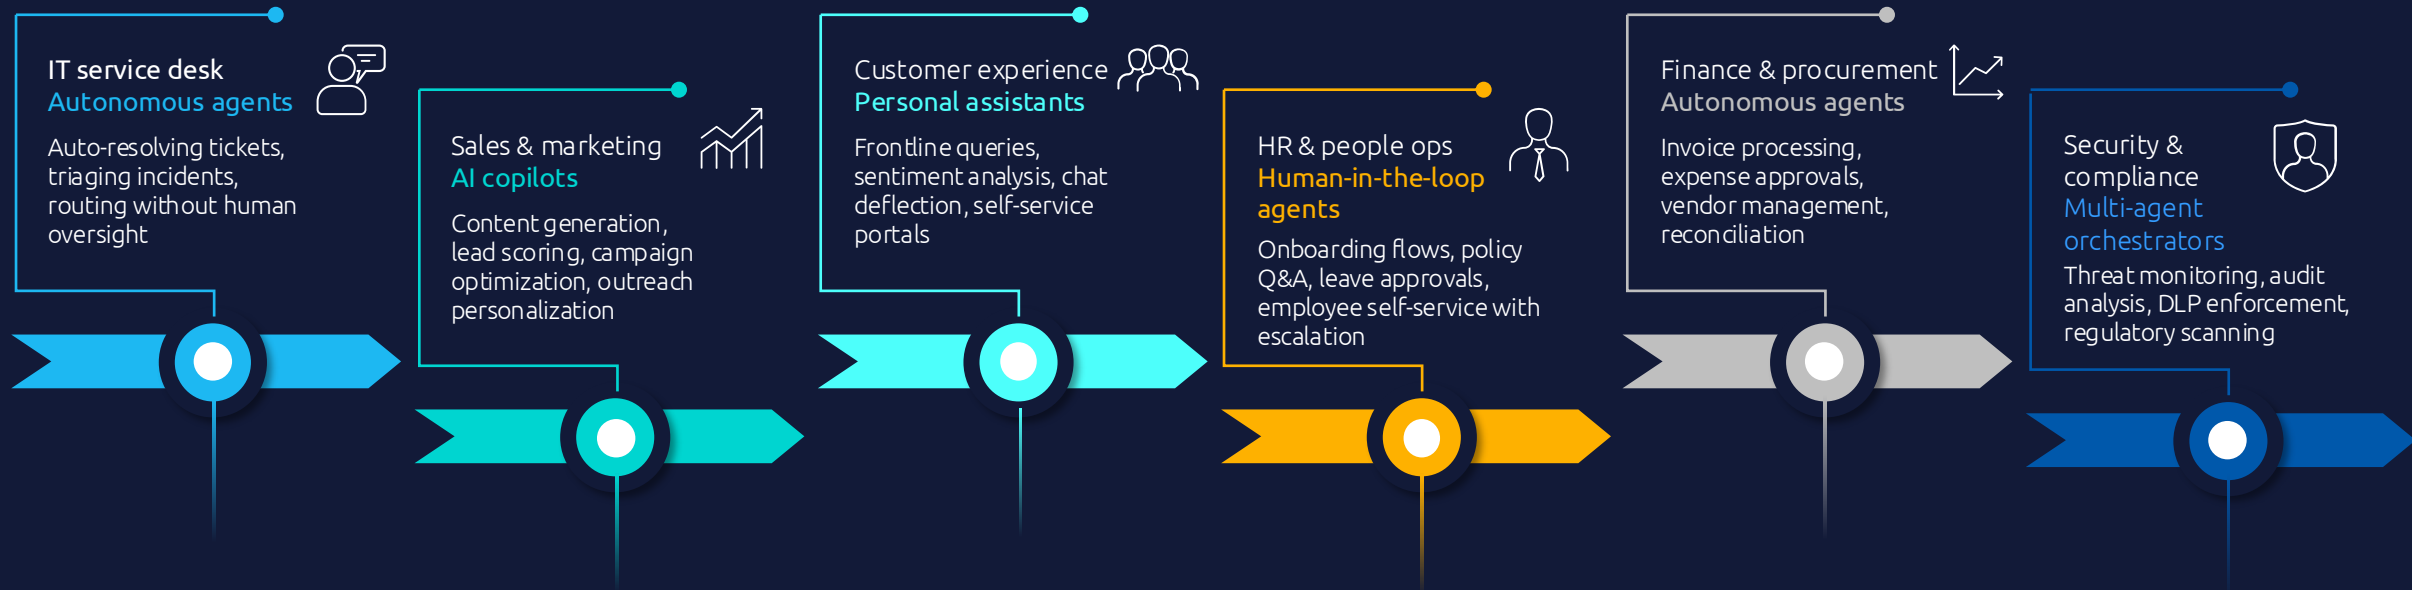 IT service desk
Autonomous agents
Auto-resolving tickets,
triaging incidents,
routing without human
oversight
Sales & marketing
AI copilots
Content generation,
lead scoring, campaign
optimization, outreach
personalization
Customer experience
Personal assistants
Frontline queries,
sentiment analysis, chat
deflection, self-service
portals
HR & people ops
Human-in-the-loop
agents
Onboarding flows, policy
Q&A, leave approvals,
employee self-service with
escalation
Finance & procurement
Autonomous agents
Invoice processing,
expense approvals,
vendor management,
reconciliation
Security &
compliance
Multi-agent
orchestrators
Threat monitoring, audit
analysis, DLP enforcement,
regulatory scanning